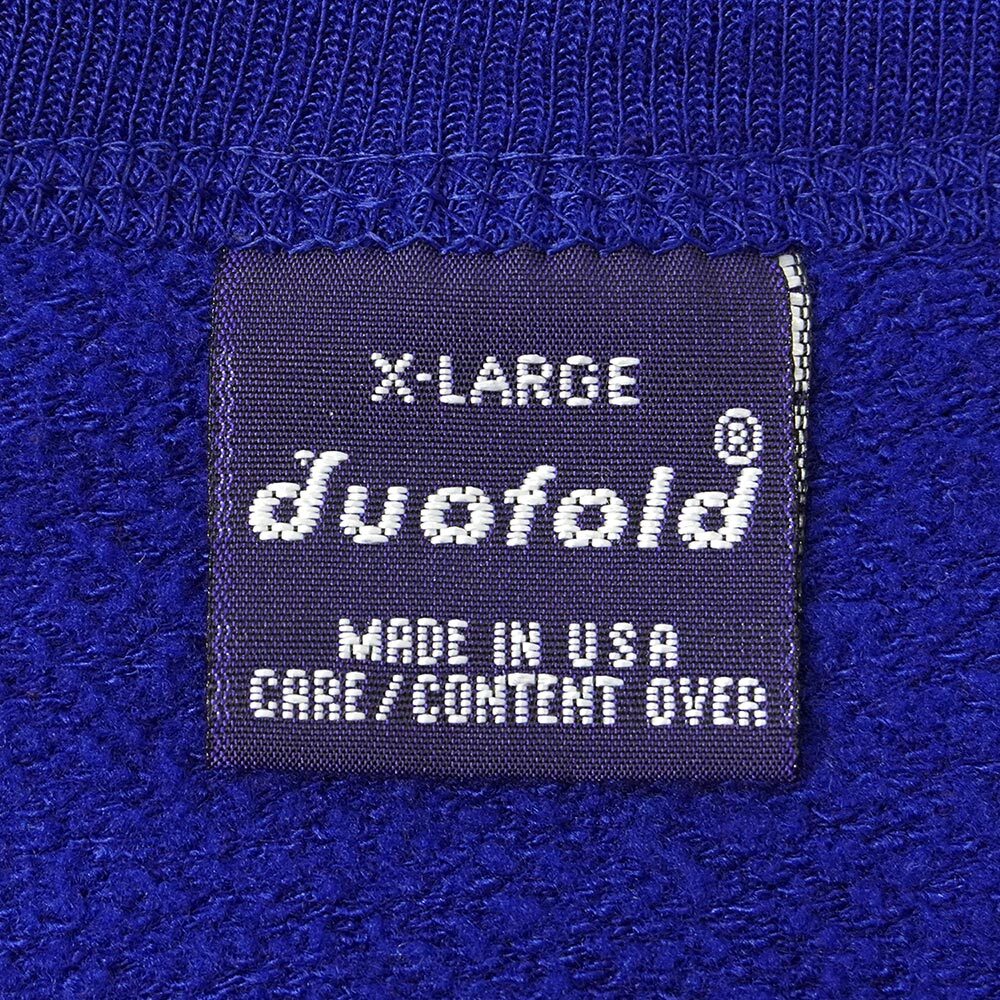 X-LARGE
duofold®
MADE IN USA
CARE/CONTENT OVER